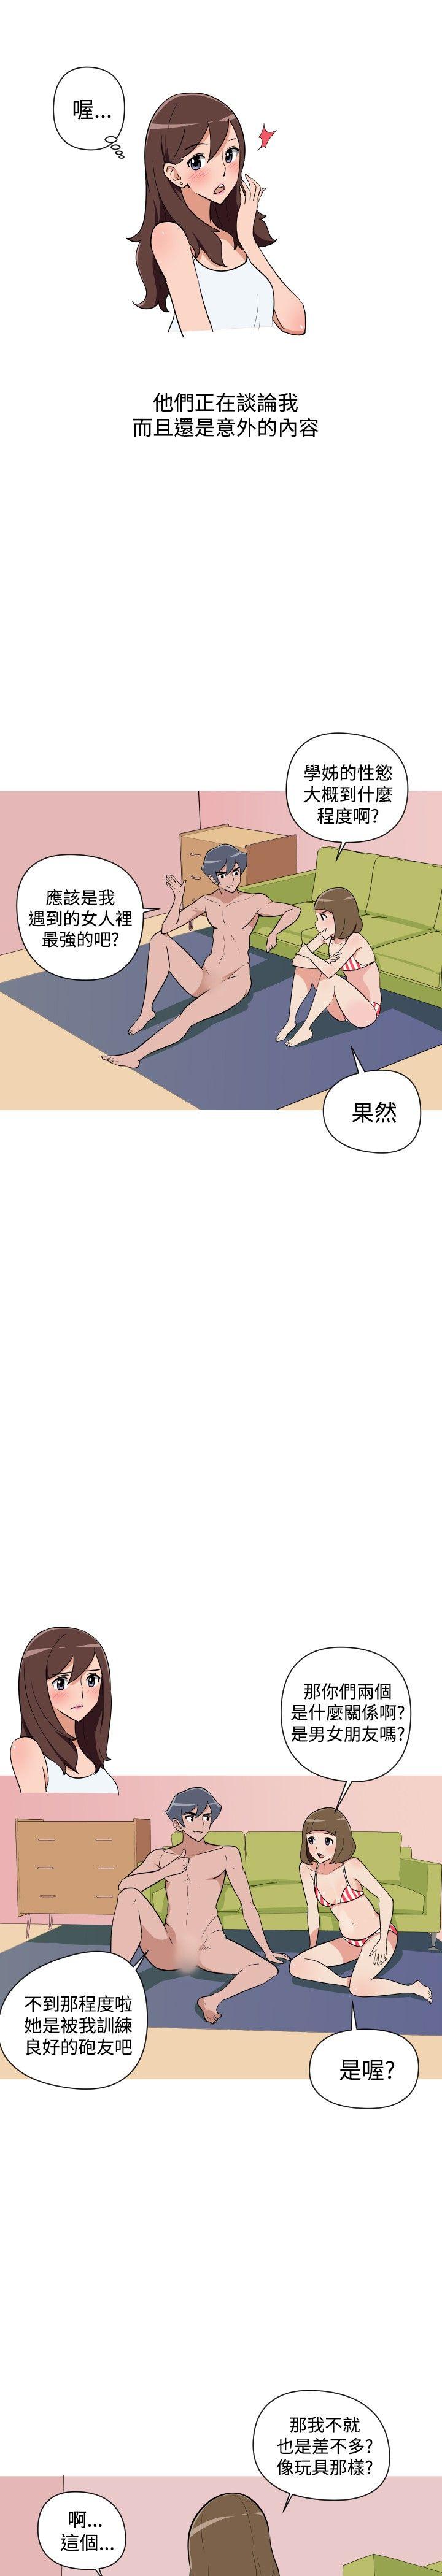 喔...
他們正在談論我
而且還是意外的內容
學姊的性慾
大概到什麼
程度啊?
應該是我
遇到的女人裡
最強的吧?
果然
那你們兩個
是什麼關係啊?
是男女朋友嗎?
不到那程度啦
她是被我訓練
良好的砲友吧
是喔?
那我不就
也是差不多?
像玩具那樣?
啊...
這個...